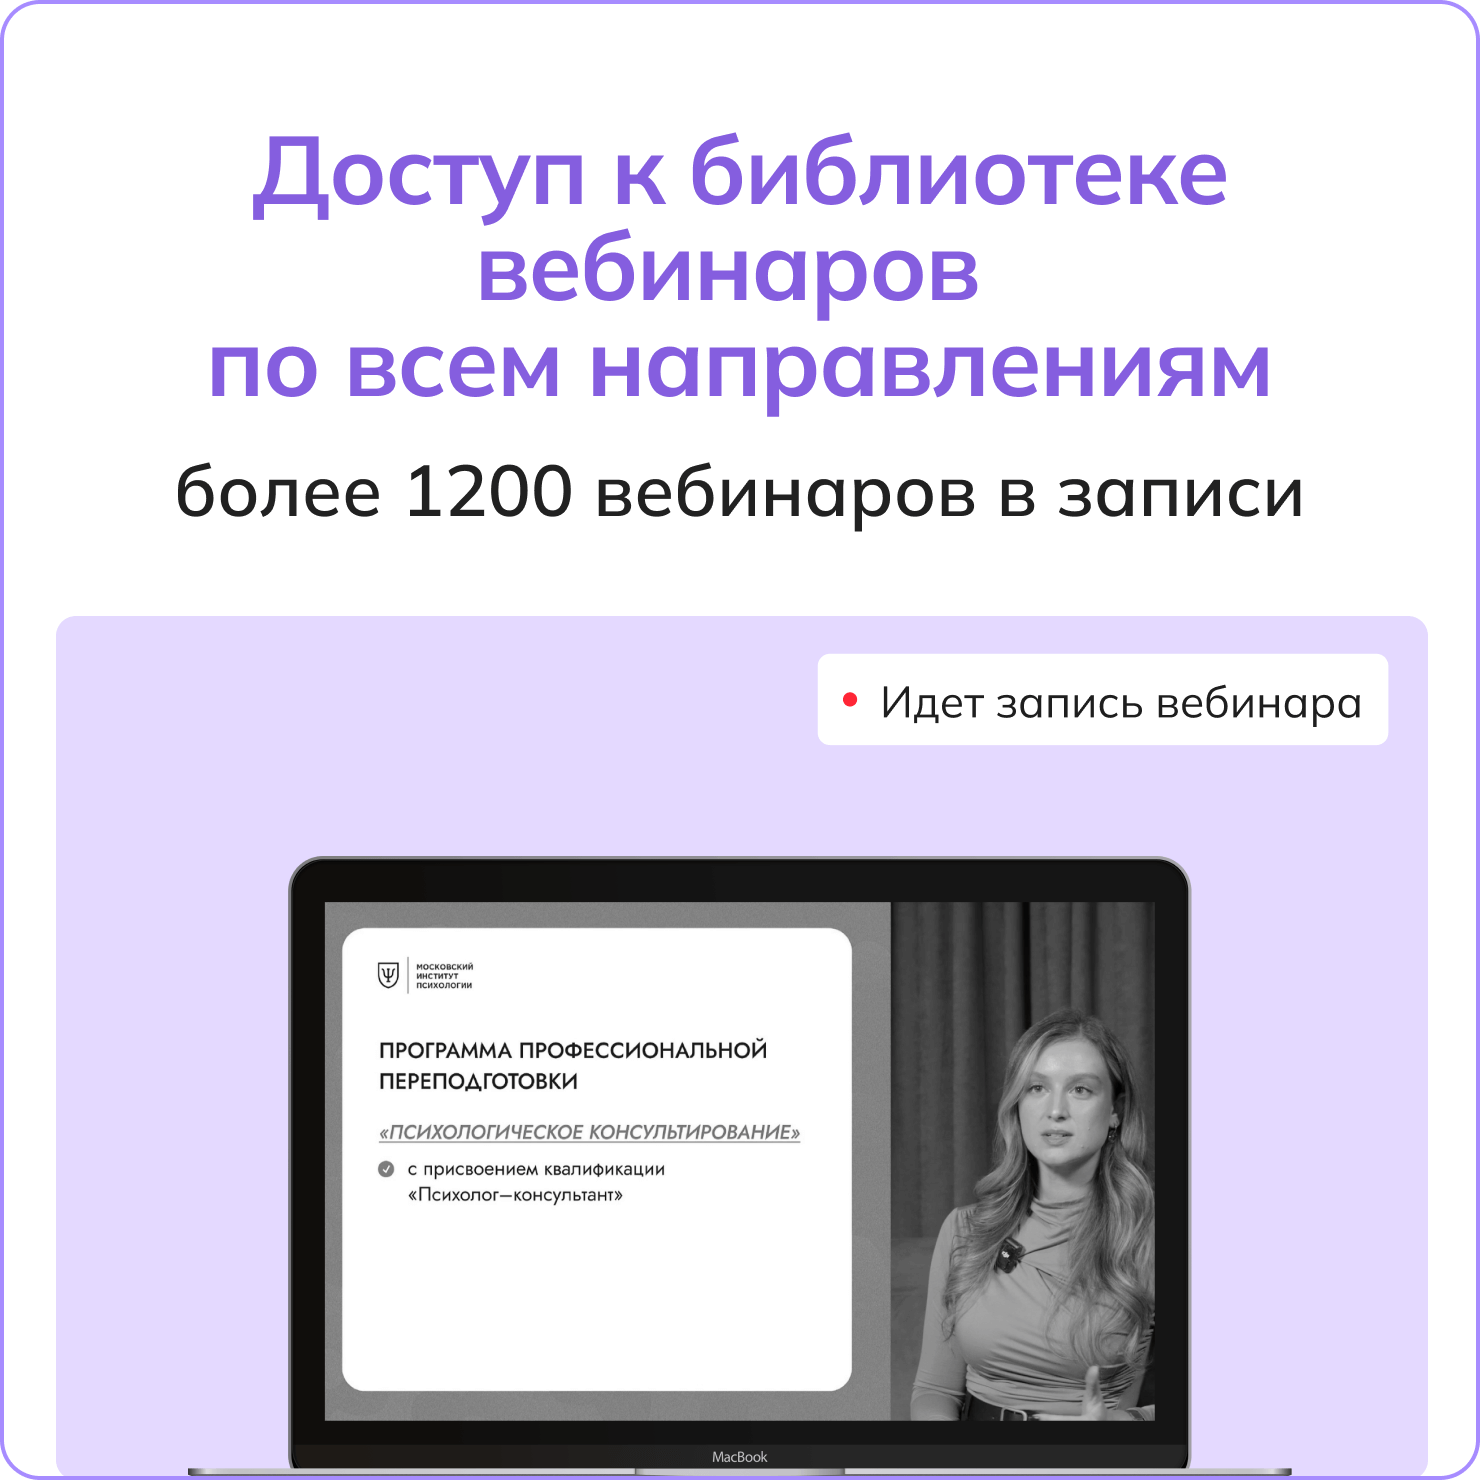 Доступ к библиотеке
вебинаров
по всем направлениям
более 1200 вебинаров в записи
Идет запись вебинара
МОСКОВСКИЙ
ИНСТИТУТ
ПСИХОЛОГИИ
ПРОГРАММА ПРОФЕССИОНАЛЬНОЙ
ПЕРЕПОДГОТОВКИ
«ПСИХОЛОГИЧЕСКОЕ КОНСУЛЬТИРОВАНИЕ»
с присвоением квалификации
«Психолог–консультант»
MacBook